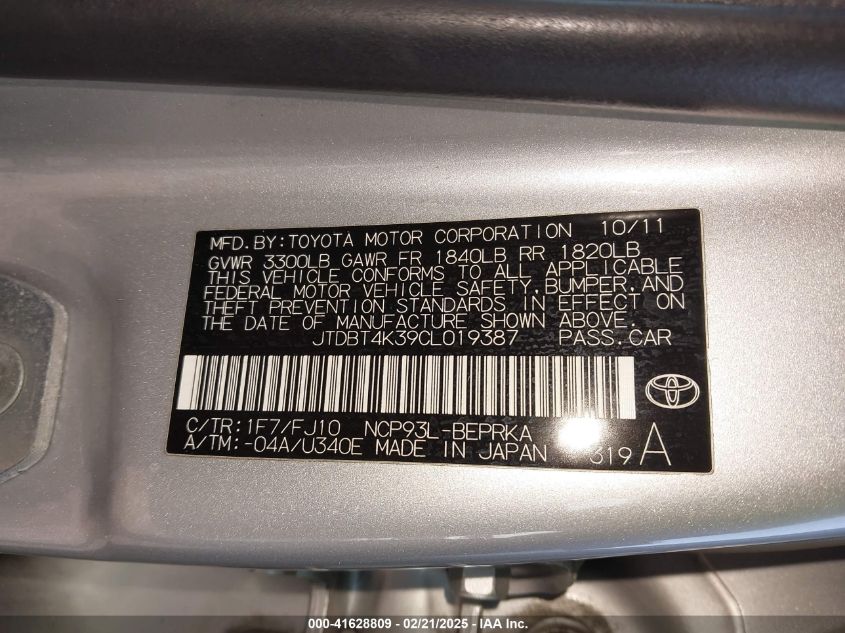 MFD. BY: TOYOTA MOTOR CORPORATION 10/11
GVWR 3300LB GAWR FR 1840LB RR 1820LB
THIS VEHICLE CONFORMS TO ALL APPLICABLE
FEDERAL MOTOR VEHICLE SAFETY, BUMPER, AND
THEFT PREVENTION STANDARDS IN EFFECT ON
THE DATE OF MANUFACTURE SHOWN ABOVE.
JTDBT4K39CL019387 PASS. CAR
C/TR: 1F7/FJ10 NCP93L-BEPRKA
A/TM: -04A/U340E MADE IN JAPAN 319 A
000-41628809 - 02/21/2025 - IAA Inc.